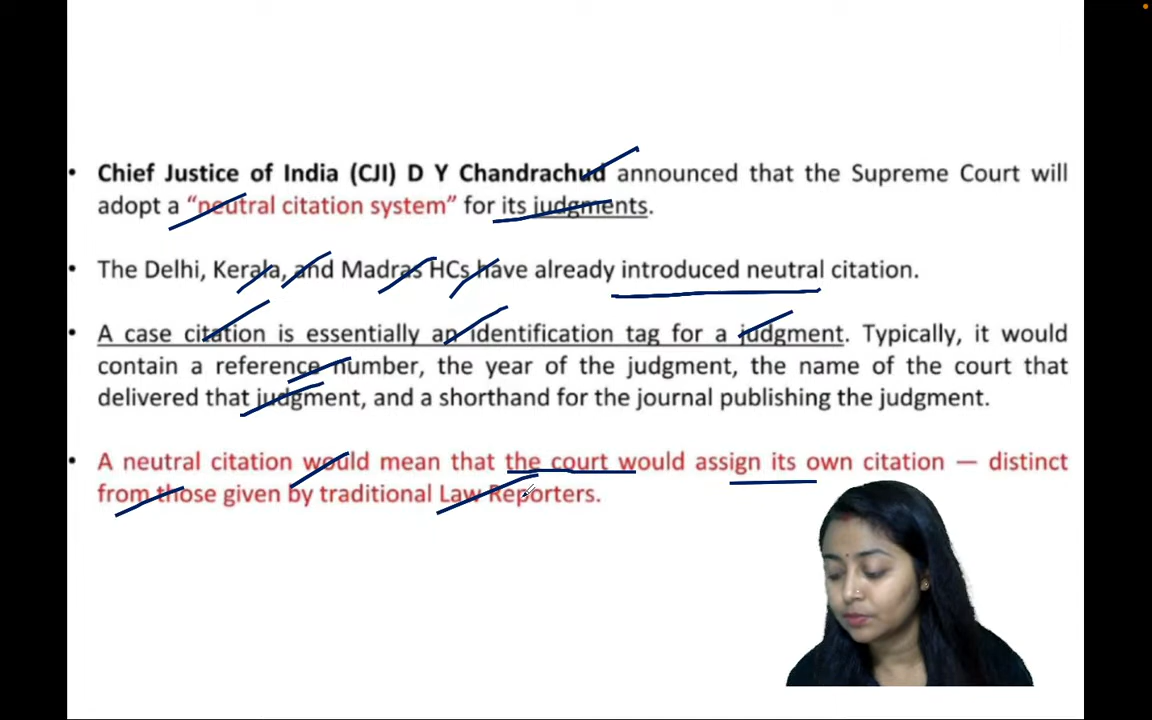 • Chief Justice of India (CJI) D Y Chandrachud announced that the Supreme Court will
adopt a “neutral citation system” for its judgments.
• The Delhi, Kerala, and Madras HCs have already introduced neutral citation.
• A case citation is essentially an identification tag for a judgment. Typically, it would
contain a reference number, the year of the judgment, the name of the court that
delivered that judgment, and a shorthand for the journal publishing the judgment.
• A neutral citation would mean that the court would assign its own citation — distinct
from those given by traditional Law Reporters.